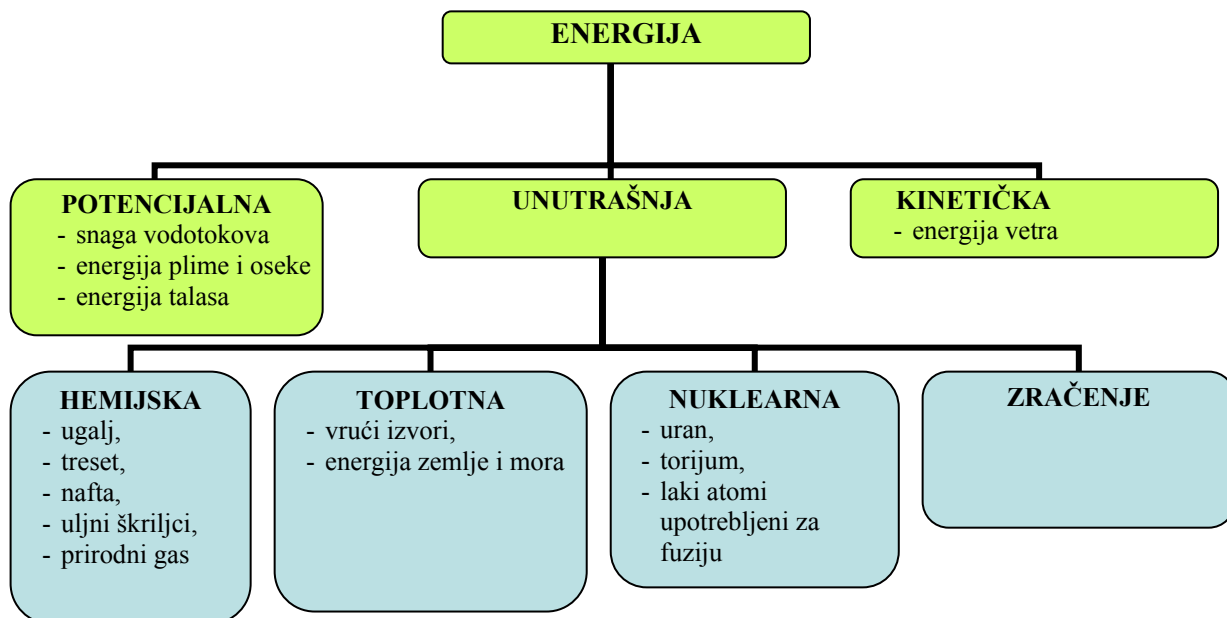 ENERGIJA
POTENCIJALNA
- snaga vodotokova
- energija plime i oseke
- energija talasa
UNUTRAŠNJA
KINETIČKA
- energija vetra
HEMIJSKA
- ugalj,
- treset,
- nafta,
- uljni škriljci,
- prirodni gas
TOPLOTNA
- vrući izvori,
- energija zemlje i mora
NUKLEARNA
- uran,
- torijum,
- laki atomi
upotrebljeni za
fuziju
ZRAČENJE